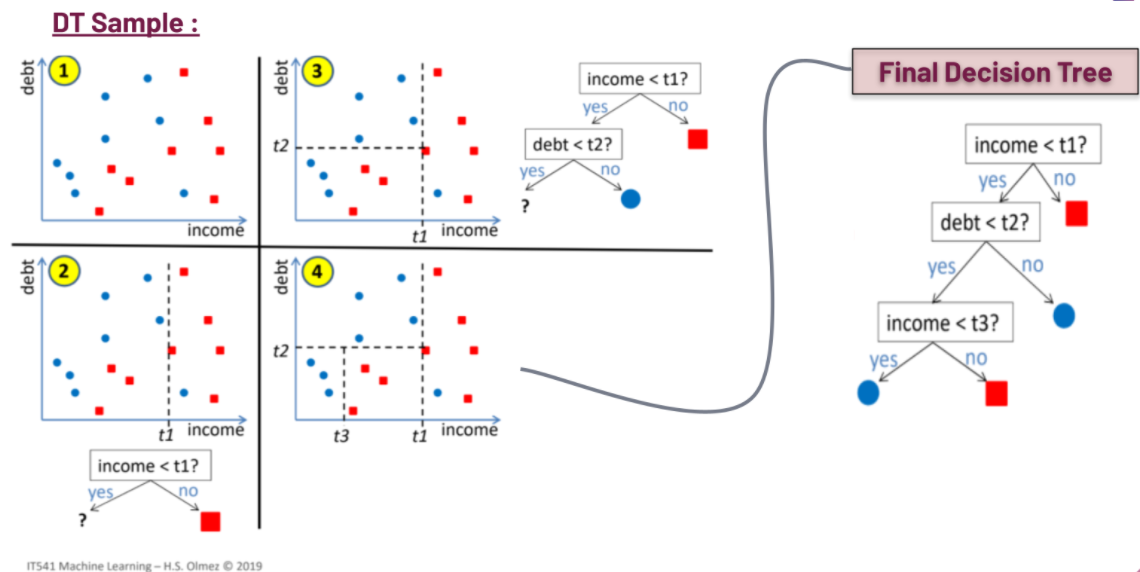 DT Sample :
1
debt
income
3
debt
t2
t1
income
income < t1?
yes
no
debt < t2?
yes
no
?
2
debt
t1
income
income < t1?
yes
no
?
4
debt
t2
t3
t1
income
Final Decision Tree
income < t1?
yes
no
debt < t2?
yes
no
income < t3?
yes
no
IT541 Machine Learning – H.S. Olmez © 2019